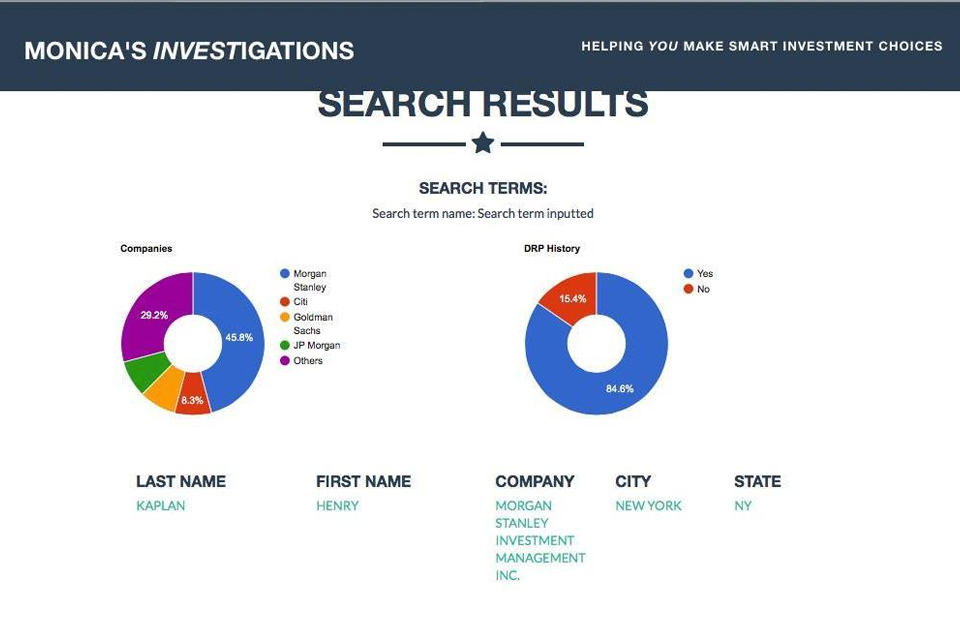 MONICA'S INVESTIGATIONS
HELPING YOU MAKE SMART INVESTMENT CHOICES
SEARCH RESULTS
SEARCH TERMS:
Search term name: Search term inputted
Companies
29.2%
45.8%
8.3%
Morgan
Stanley
Citi
Goldman
Sachs
JP Morgan
Others
DRP History
15.4%
84.6%
Yes
No
LAST NAME FIRST NAME COMPANY CITY STATE
KAPLAN HENRY MORGAN NEW YORK NY
STANLEY
INVESTMENT
MANAGEMENT
INC.